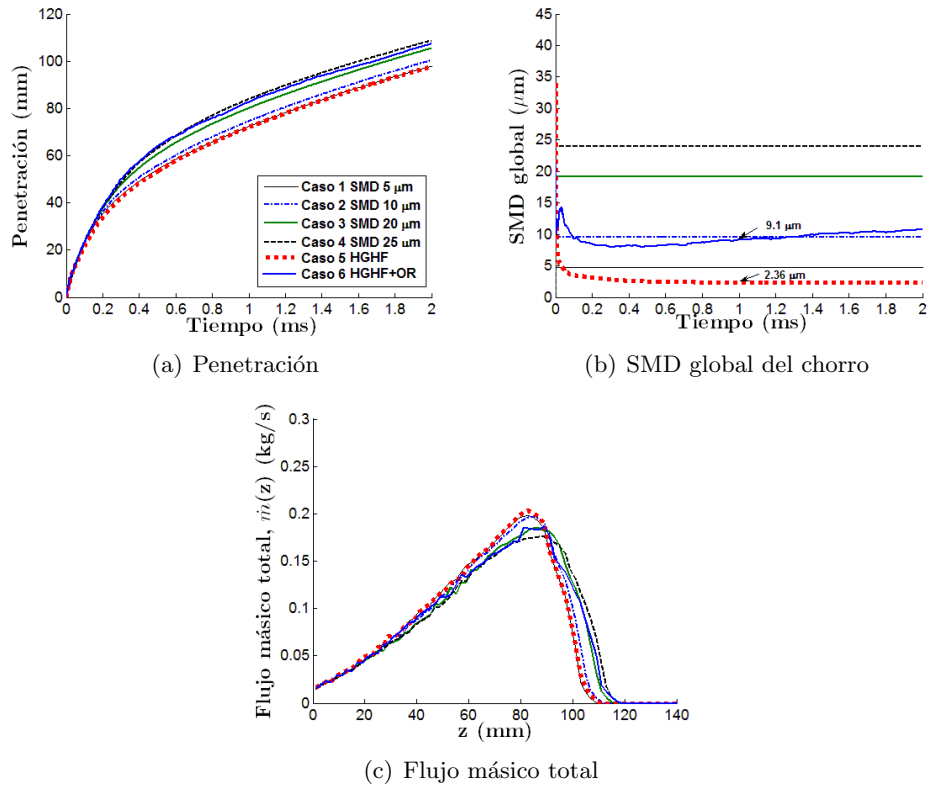 120
100
80
60
40
20
0
Penetración (mm)
Caso 1 SMD 5 µm
Caso 2 SMD 10 µm
Caso 3 SMD 20 µm
Caso 4 SMD 25 µm
Caso 5 HGHF
Caso 6 HGHF+OR
0 0.2 0.4 0.6 0.8 1 1.2 1.4 1.6 1.8 2
Tiempo (ms)
(a) Penetración
45
40
35
30
25
20
15
10
5
0
SMD global (µm)
9.1 µm
2.36 µm
0 0.2 0.4 0.6 0.8 1 1.2 1.4 1.6 1.8 2
Tiempo (ms)
(b) SMD global del chorro
0.3
0.25
0.2
0.15
0.1
0.05
0
Flujo másico total, ṁ(z) (kg/s)
0 20 40 60 80 100 120 140
z (mm)
(c) Flujo másico total